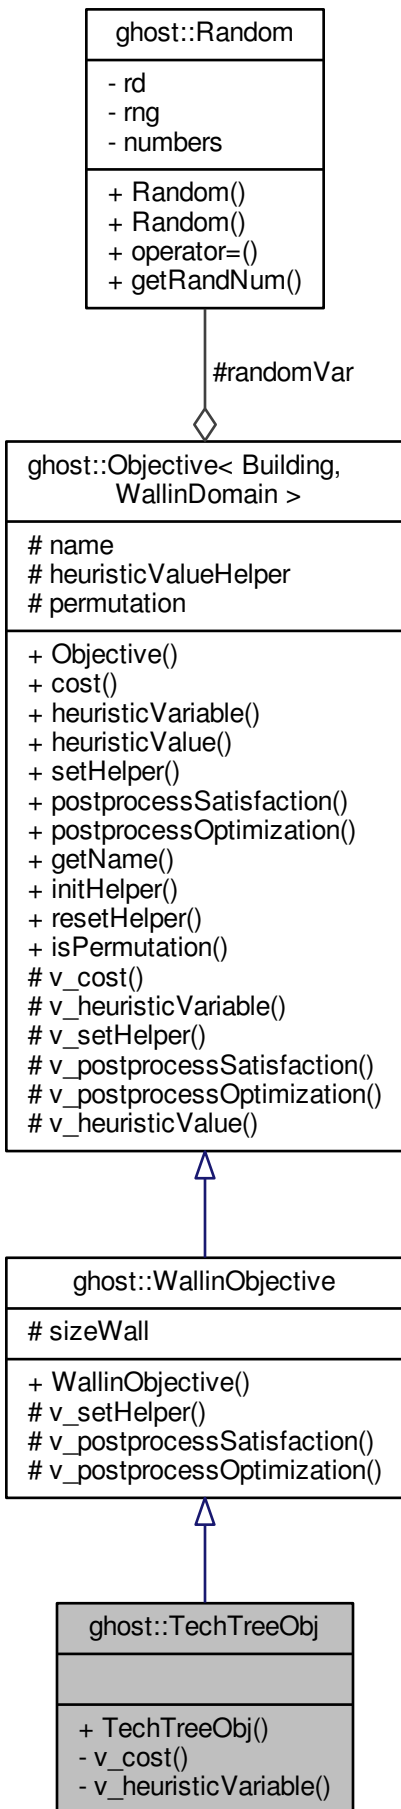 ghost::Random
- rd
- rng
- numbers
+ Random()
+ Random()
+ operator=()
+ getRandNum()
#randomVar
ghost::Objective< Building,
WallinDomain >
# name
# heuristicValueHelper
# permutation
+ Objective()
+ cost()
+ heuristicVariable()
+ heuristicValue()
+ setHelper()
+ postprocessSatisfaction()
+ postprocessOptimization()
+ getName()
+ initHelper()
+ resetHelper()
+ isPermutation()
# v_cost()
# v_heuristicVariable()
# v_setHelper()
# v_postprocessSatisfaction()
# v_postprocessOptimization()
# v_heuristicValue()
ghost::WallinObjective
# sizeWall
+ WallinObjective()
# v_setHelper()
# v_postprocessSatisfaction()
# v_postprocessOptimization()
ghost::TechTreeObj
+ TechTreeObj()
- v_cost()
- v_heuristicVariable()